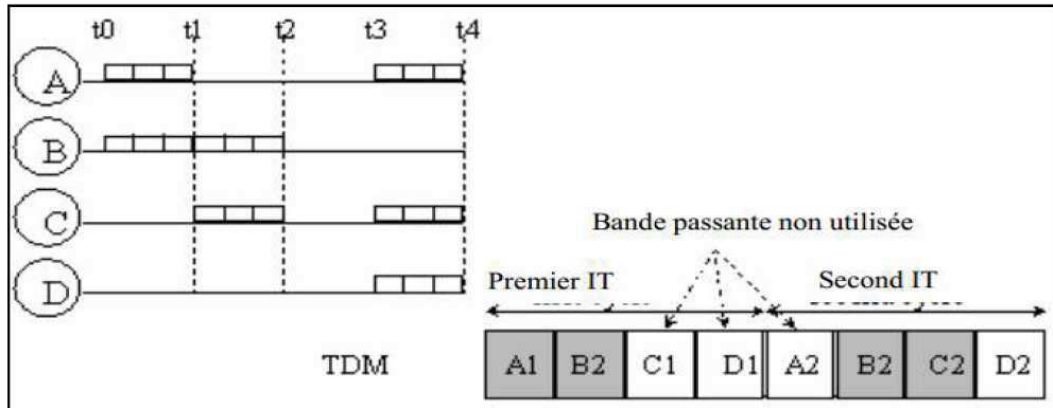 t0 t1 t2 t3 t4
A
B
C
Bande passante non utilisée
D
Premier IT Second IT
TDM A1 B2 C1 D1 A2 B2 C2 D2